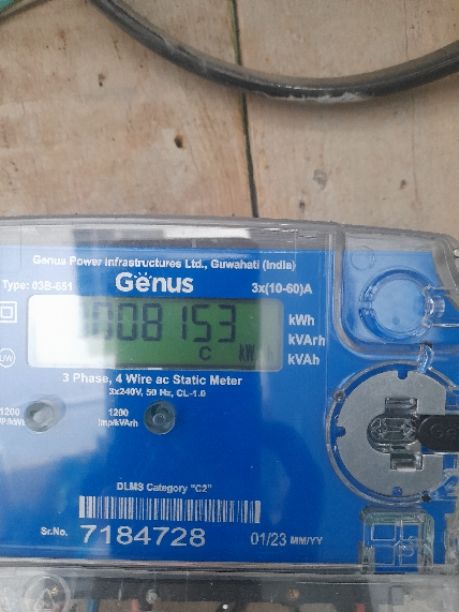 Genus Power Infrastructures Ltd., Guwahati (India)
Type: 03B-651
Genus
3x(10-60)A
008153
C
kWh
kVArh
kVAh
3 Phase, 4 Wire ac Static Meter
3x240V, 50 Hz, CL-1.0
1200
1200
Imp/kVArh
DLMS Category "C2"
Sr.No. 7184728
01/23 MM/YY